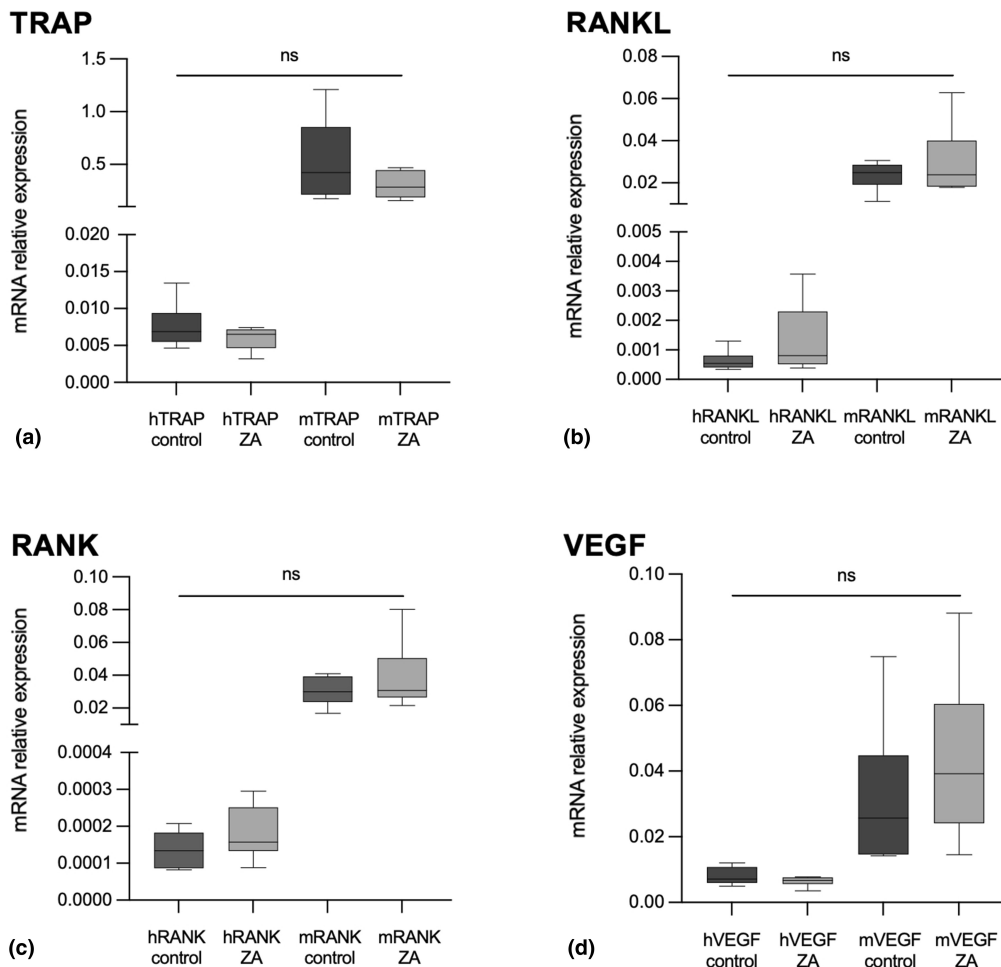 TRAP
ns
mRNA relative expression
1.5
1.0
0.5
0.020
0.015
0.010
0.005
0.000
hTRAP control
hTRAP ZA
mTRAP control
mTRAP ZA
(a)
RANKL
ns
mRNA relative expression
0.08
0.06
0.04
0.02
0.005
0.004
0.003
0.002
0.001
0.000
hRANKL control
hRANKL ZA
mRANKL control
mRANKL ZA
(b)
RANK
ns
mRNA relative expression
0.10
0.08
0.06
0.04
0.02
0.0004
0.0003
0.0002
0.0001
0.0000
hRANK control
hRANK ZA
mRANK control
mRANK ZA
(c)
VEGF
ns
mRNA relative expression
0.10
0.08
0.06
0.04
0.02
0.00
hVEGF control
hVEGF ZA
mVEGF control
mVEGF ZA
(d)